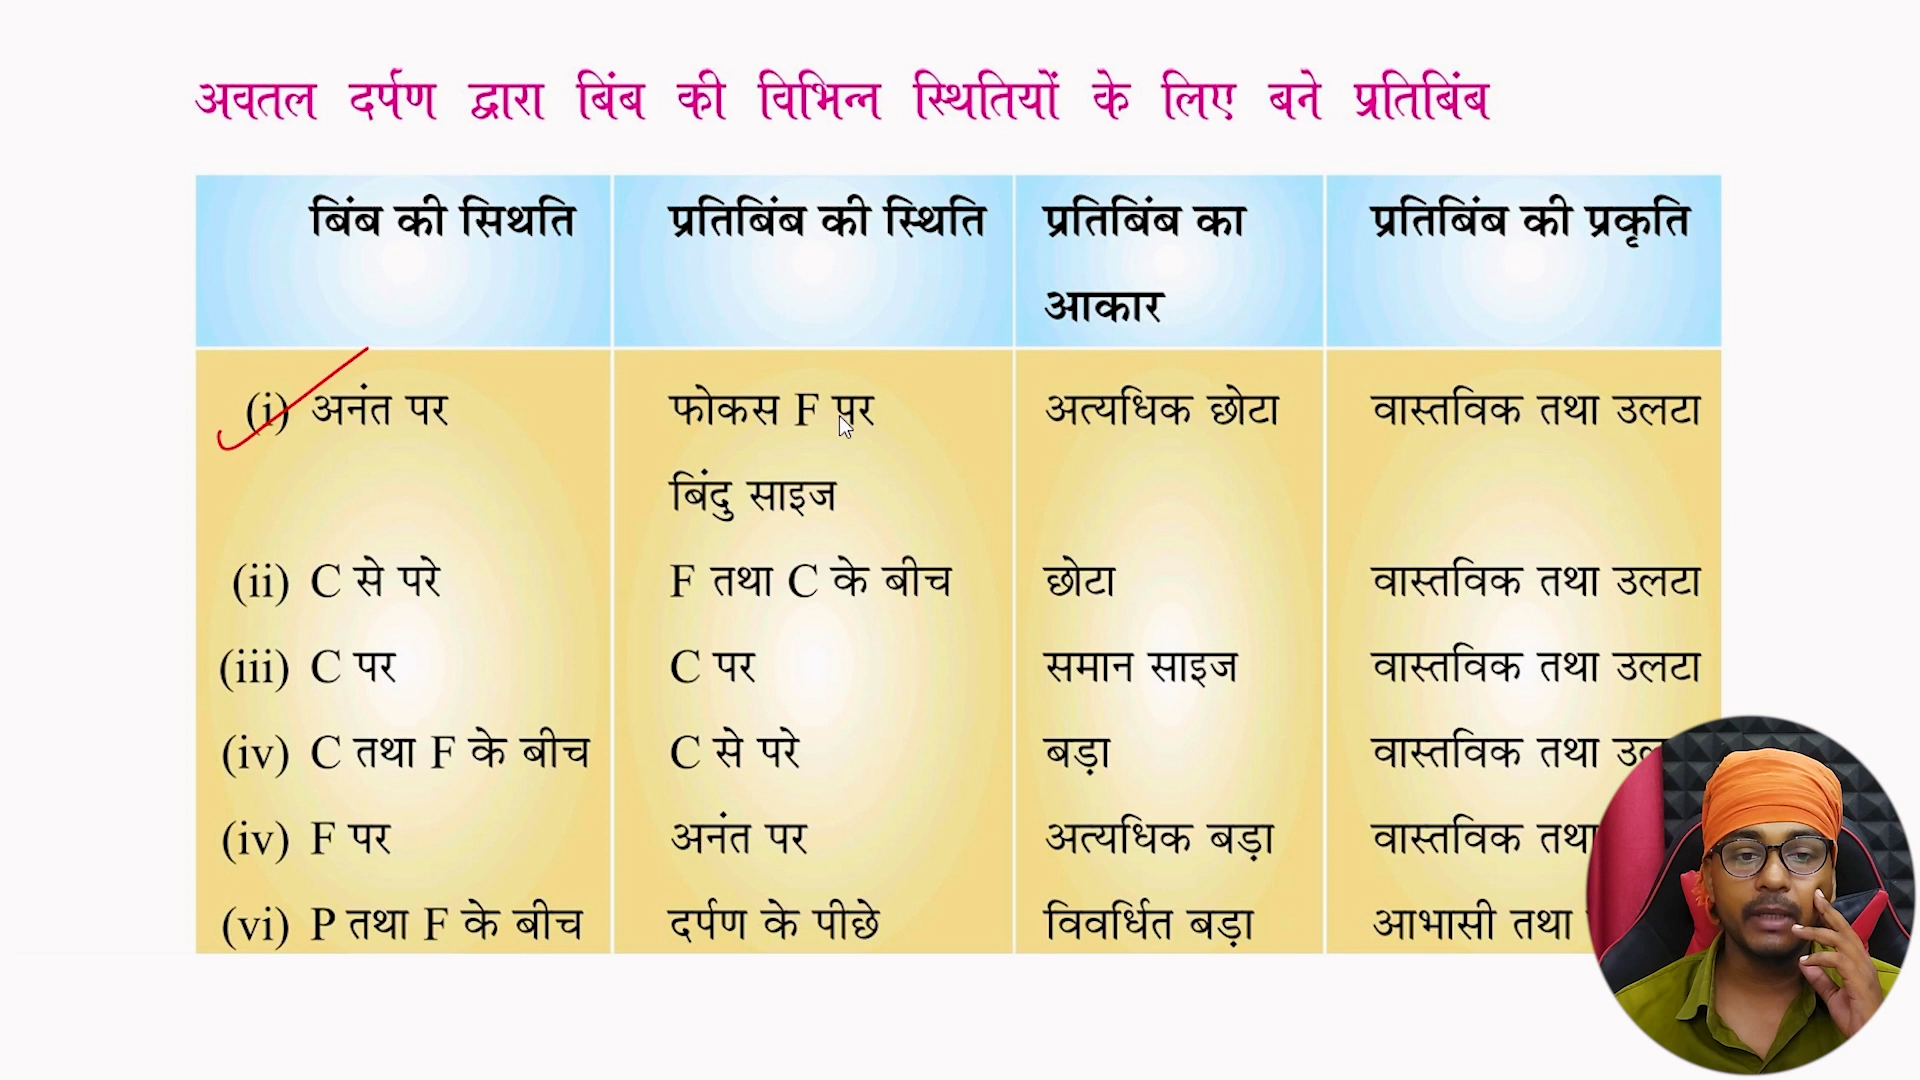 अवतल दर्पण द्वारा बिंब की विभिन्न स्थितियों के लिए बने प्रतिबिंब
बिंब की सिथति प्रतिबिंब की स्थिति प्रतिबिंब का आकार प्रतिबिंब की प्रकृति
(i) अनंत पर फोकस F पर अत्यधिक छोटा वास्तविक तथा उलटा
बिंदु साइज
(ii) C से परे F तथा C के बीच छोटा वास्तविक तथा उलटा
(iii) C पर C पर समान साइज वास्तविक तथा उलटा
(iv) C तथा F के बीच C से परे बड़ा वास्तविक तथा
(iv) F पर अनंत पर अत्यधिक बड़ा वास्तविक तथा
(vi) P तथा F के बीच दर्पण के पीछे विवर्धित बड़ा आभासी तथा